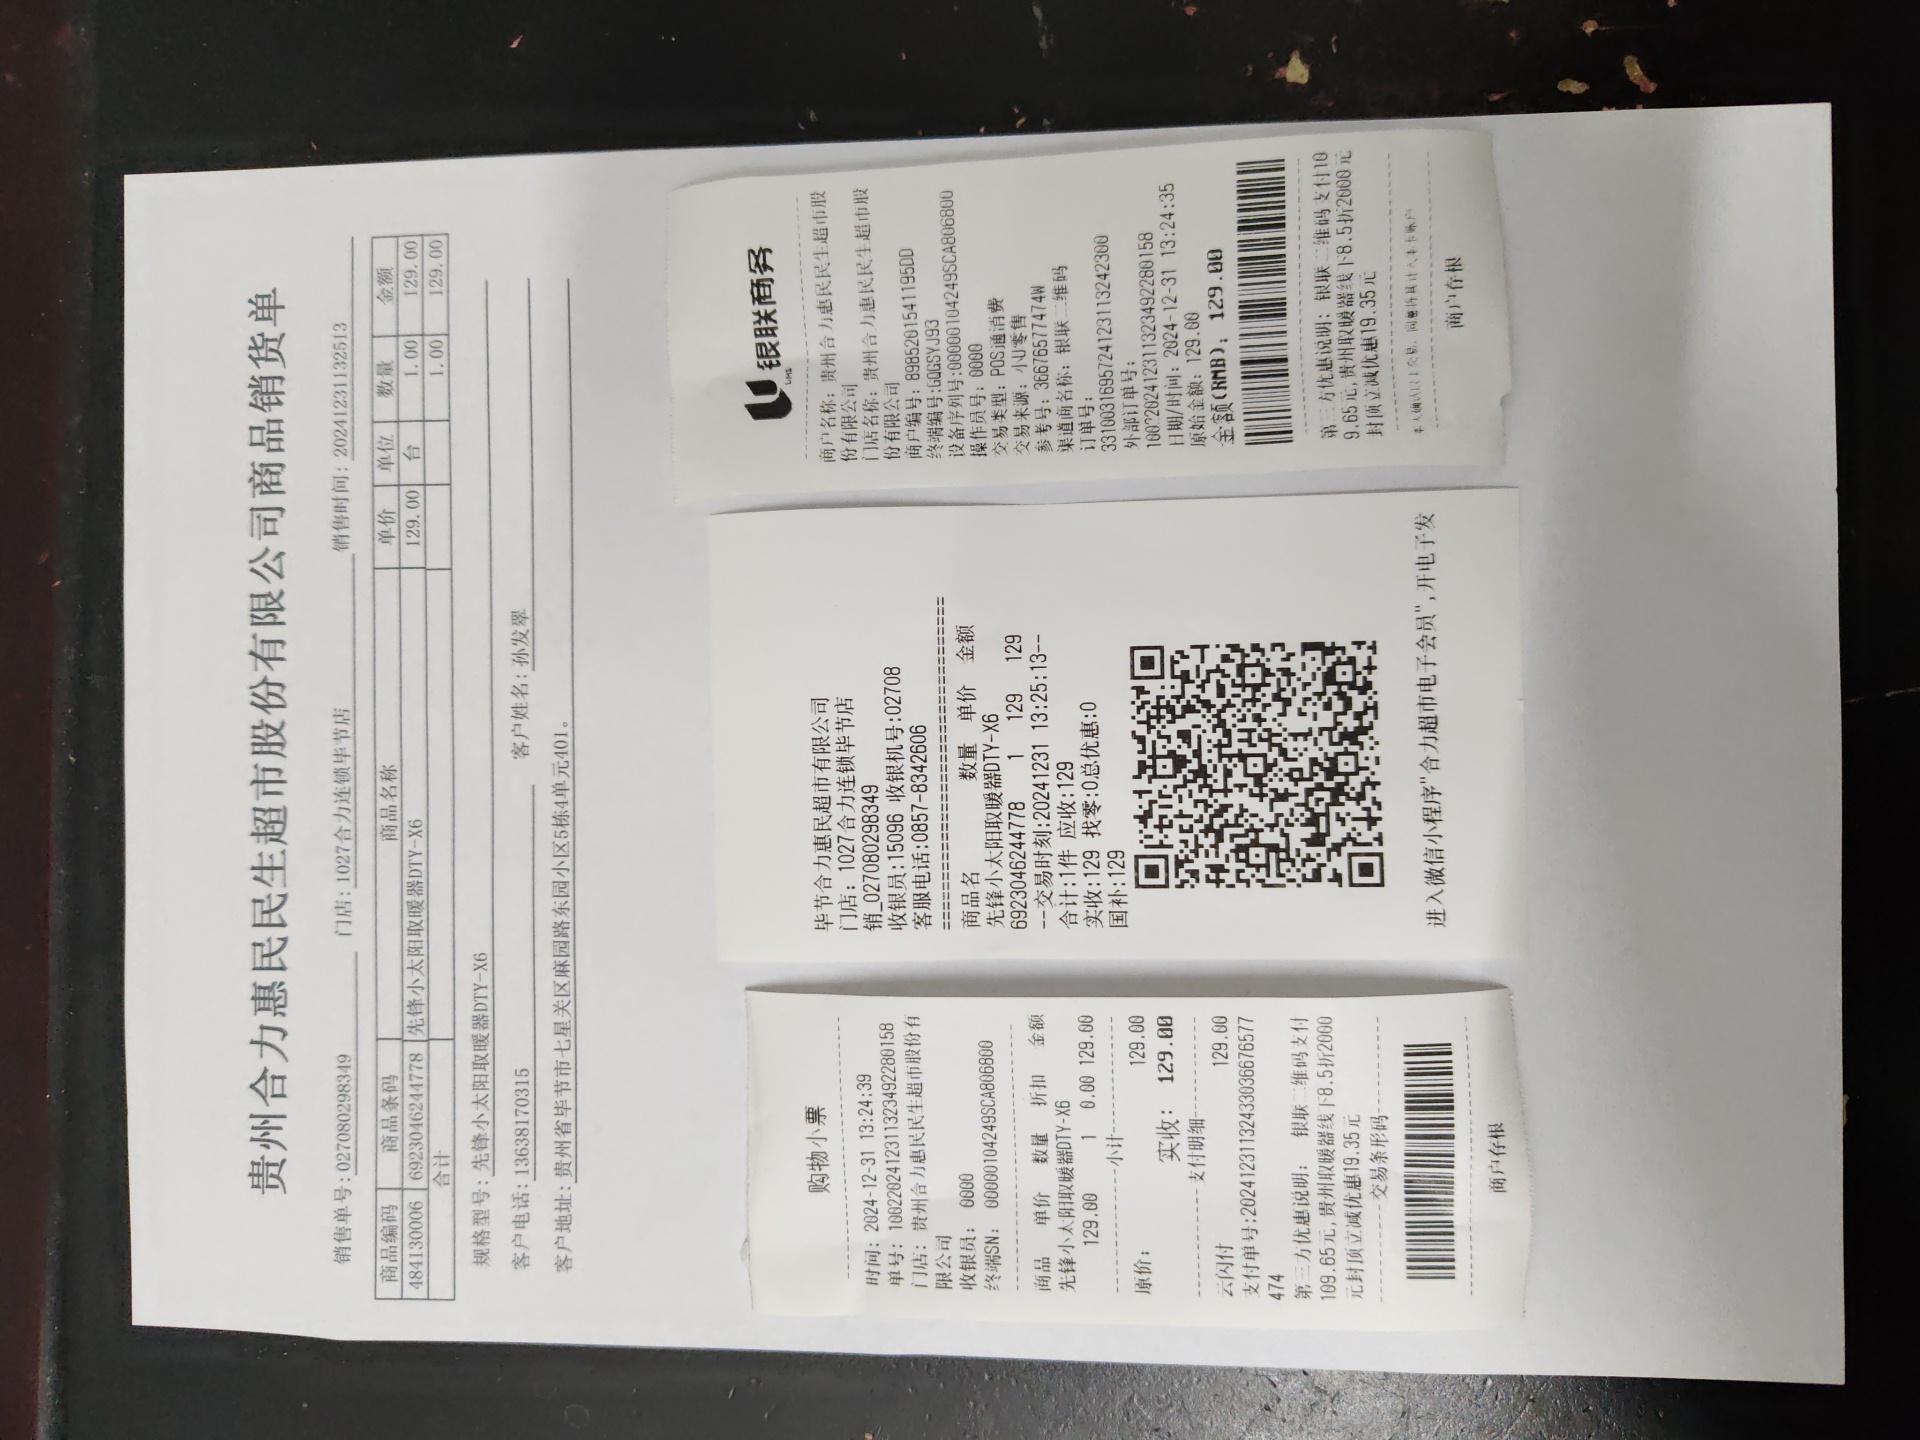 贵州合力惠民民生超市股份有限公司商品销货单
销售单号: 027080298349 门店: 1027合力连锁毕节店 销售时间: 20241231132513
商品编码 商品条码 商品名称 单价 单位 数量 金额
484130006 6923046244778 先锋小太阳取暖器DTY-X6 129.00 台 1.00 129.00
合计 1.00 129.00
规格型号: 先锋小太阳取暖器DTY-X6
客户电话: 13638170315 客户姓名: 孙发翠
客户地址: 贵州省毕节市七星关区麻园路东园小区5栋4单元401。
购物小票
时间: 2024-12-31 13:24:39
单号: 10022024123113234922801­58
门店: 贵州合力惠民民生超市股份有
限公司
收银员: 0000
终端SN: 00000104249SCA806800
商品 单价 数量 折扣 金额
先锋小太阳取暖器DTY-X6
129.00 1 0.00 129.00
小计
原价: 129.00
实收: 129.00
支付明细
云闪付 129.00
支付单号:20241231132433036676577
474
第三方优惠说明: 银联二维码支付
109.65元,贵州取暖器线下8.5折2000
元封顶立减优惠19.35元
交易条形码
商户存根
毕节合力惠民超市有限公司
门店: 1027合力连锁毕节店
销_027080298349
收银员:15096 收银机号:02708
客服电话:0857-8342606
================================
商品名 数量 单价 金额
先锋小太阳取暖器DTY-X6
6923046244778 1 129 129
---交易时刻:20241231 13:25:13--
合计:1件 应收:129
实收:129 找零:0总优惠:0
国补:129
进入微信小程序"合力超市电子会员",开电子发
银联商务
UMS
商户名称: 贵州合力惠民民生超市股
份有限公司
门店名称: 贵州合力惠民民生超市股
份有限公司
商户编号: 8985201541195DD
终端编号:GQGSYJ93
设备序列号:00000104249SCA806800
操作员号: 0000
交易类型: POS通消费
交易来源: 小U零售
参考号: 36676577474W
渠道商名称: 银联二维码
订单号:
33100316957241231132423­00
外部订单号:
10022024123113234922801­58
日期/时间: 2024-12-31 13:24:35
原始金额: 129.00
金额(RMB): 129.00
第三方优惠说明: 银联二维码支付10
9.65元,贵州取暖器线下8.5折2000元
封顶立减优惠19.35元
本人确认以上交易, 同意将其计入本卡账户
商户存根